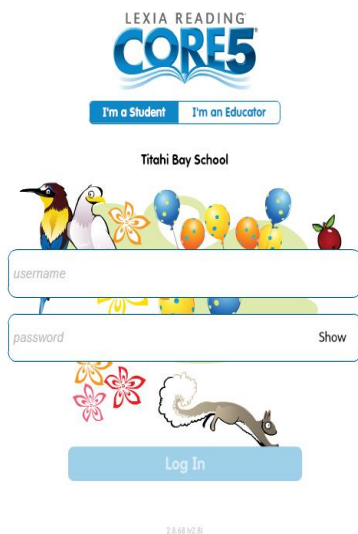 LEXIA READING®
CORE5
I'm a Student I'm an Educator
Titahi Bay School
username
password Show
Log In